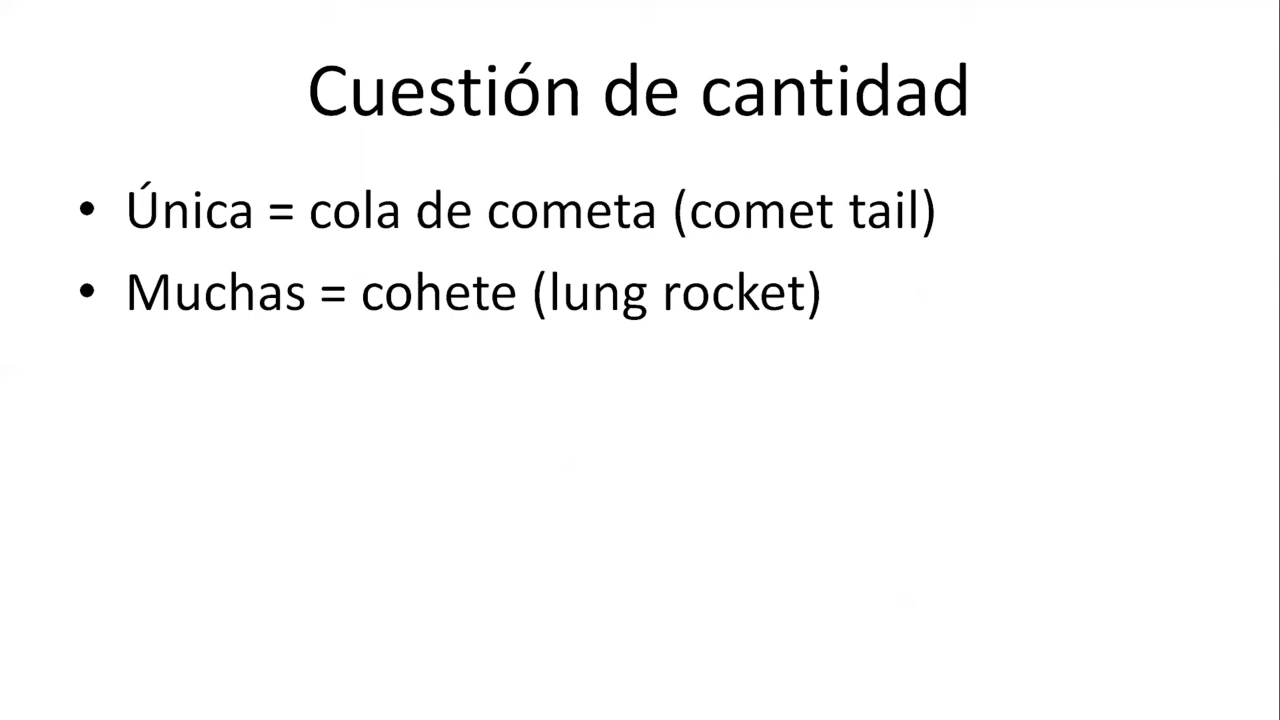 Cuestión de cantidad
• Única = cola de cometa (comet tail)
• Muchas = cohete (lung rocket)